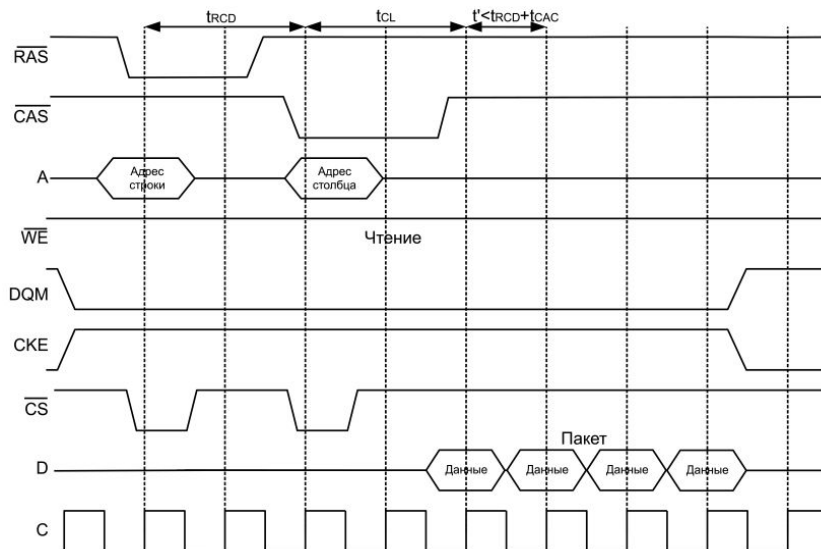 tRCD tCL t'<tRCD+tCAC
RAS
CAS
A
Адрес
строки
Адрес
столбца
WE
Чтение
DQM
CKE
CS
Пакет
D
Данные Данные Данные Данные
C